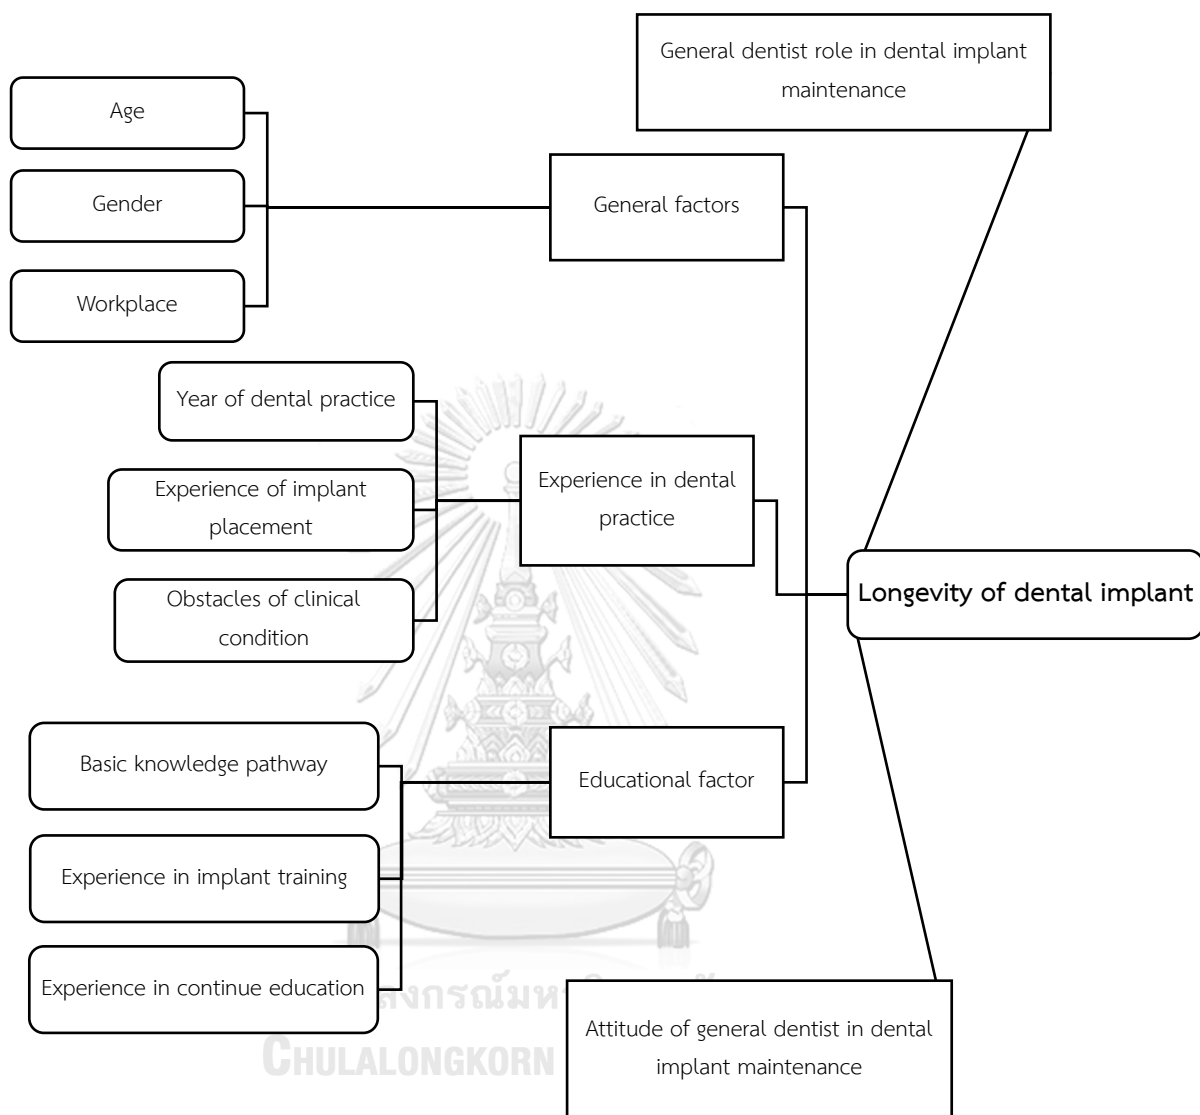 General dentist role in dental implant
maintenance
Age
Gender
Workplace
General factors
Year of dental practice
Experience of implant
placement
Obstacles of clinical
condition
Experience in dental
practice
Longevity of dental implant
Basic knowledge pathway
Experience in implant training
Experience in continue education
Educational factor
Attitude of general dentist in dental
implant maintenance
CHULALONGKORN